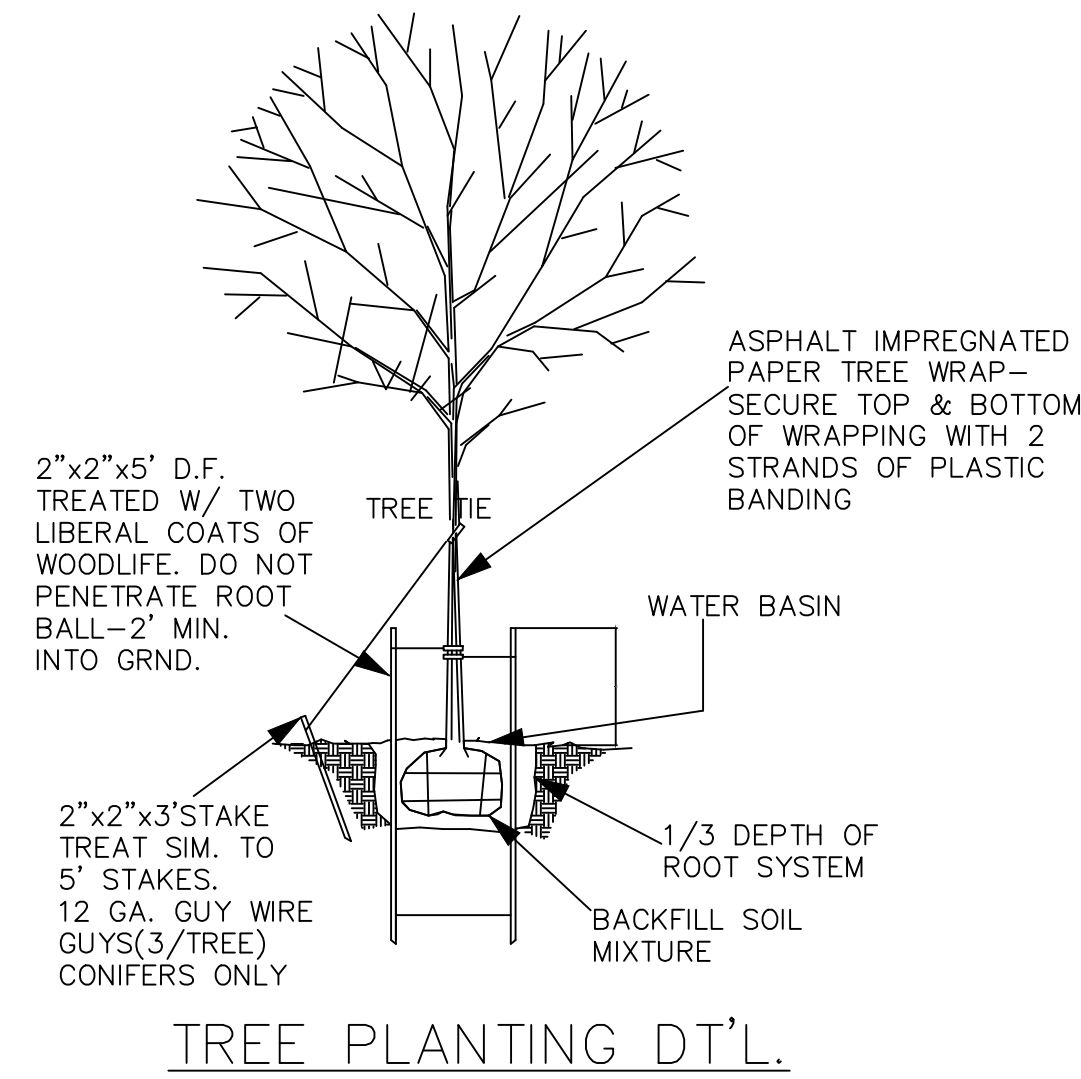 ASPHALT IMPREGNATED
PAPER TREE WRAP-
SECURE TOP & BOTTOM
OF WRAPPING WITH 2
STRANDS OF PLASTIC
BANDING
2"x2"x5' D.F.
TREATED W/ TWO
LIBERAL COATS OF
WOODLIFE. DO NOT
PENETRATE ROOT
BALL-2' MIN.
INTO GRND.
TREE TIE
WATER BASIN
2"x2"x3'STAKE
TREAT SIM. TO
5' STAKES.
12 GA. GUY WIRE
GUYS(3/TREE)
CONIFERS ONLY
1/3 DEPTH OF
ROOT SYSTEM
BACKFILL SOIL
MIXTURE
TREE PLANTING DT'L.